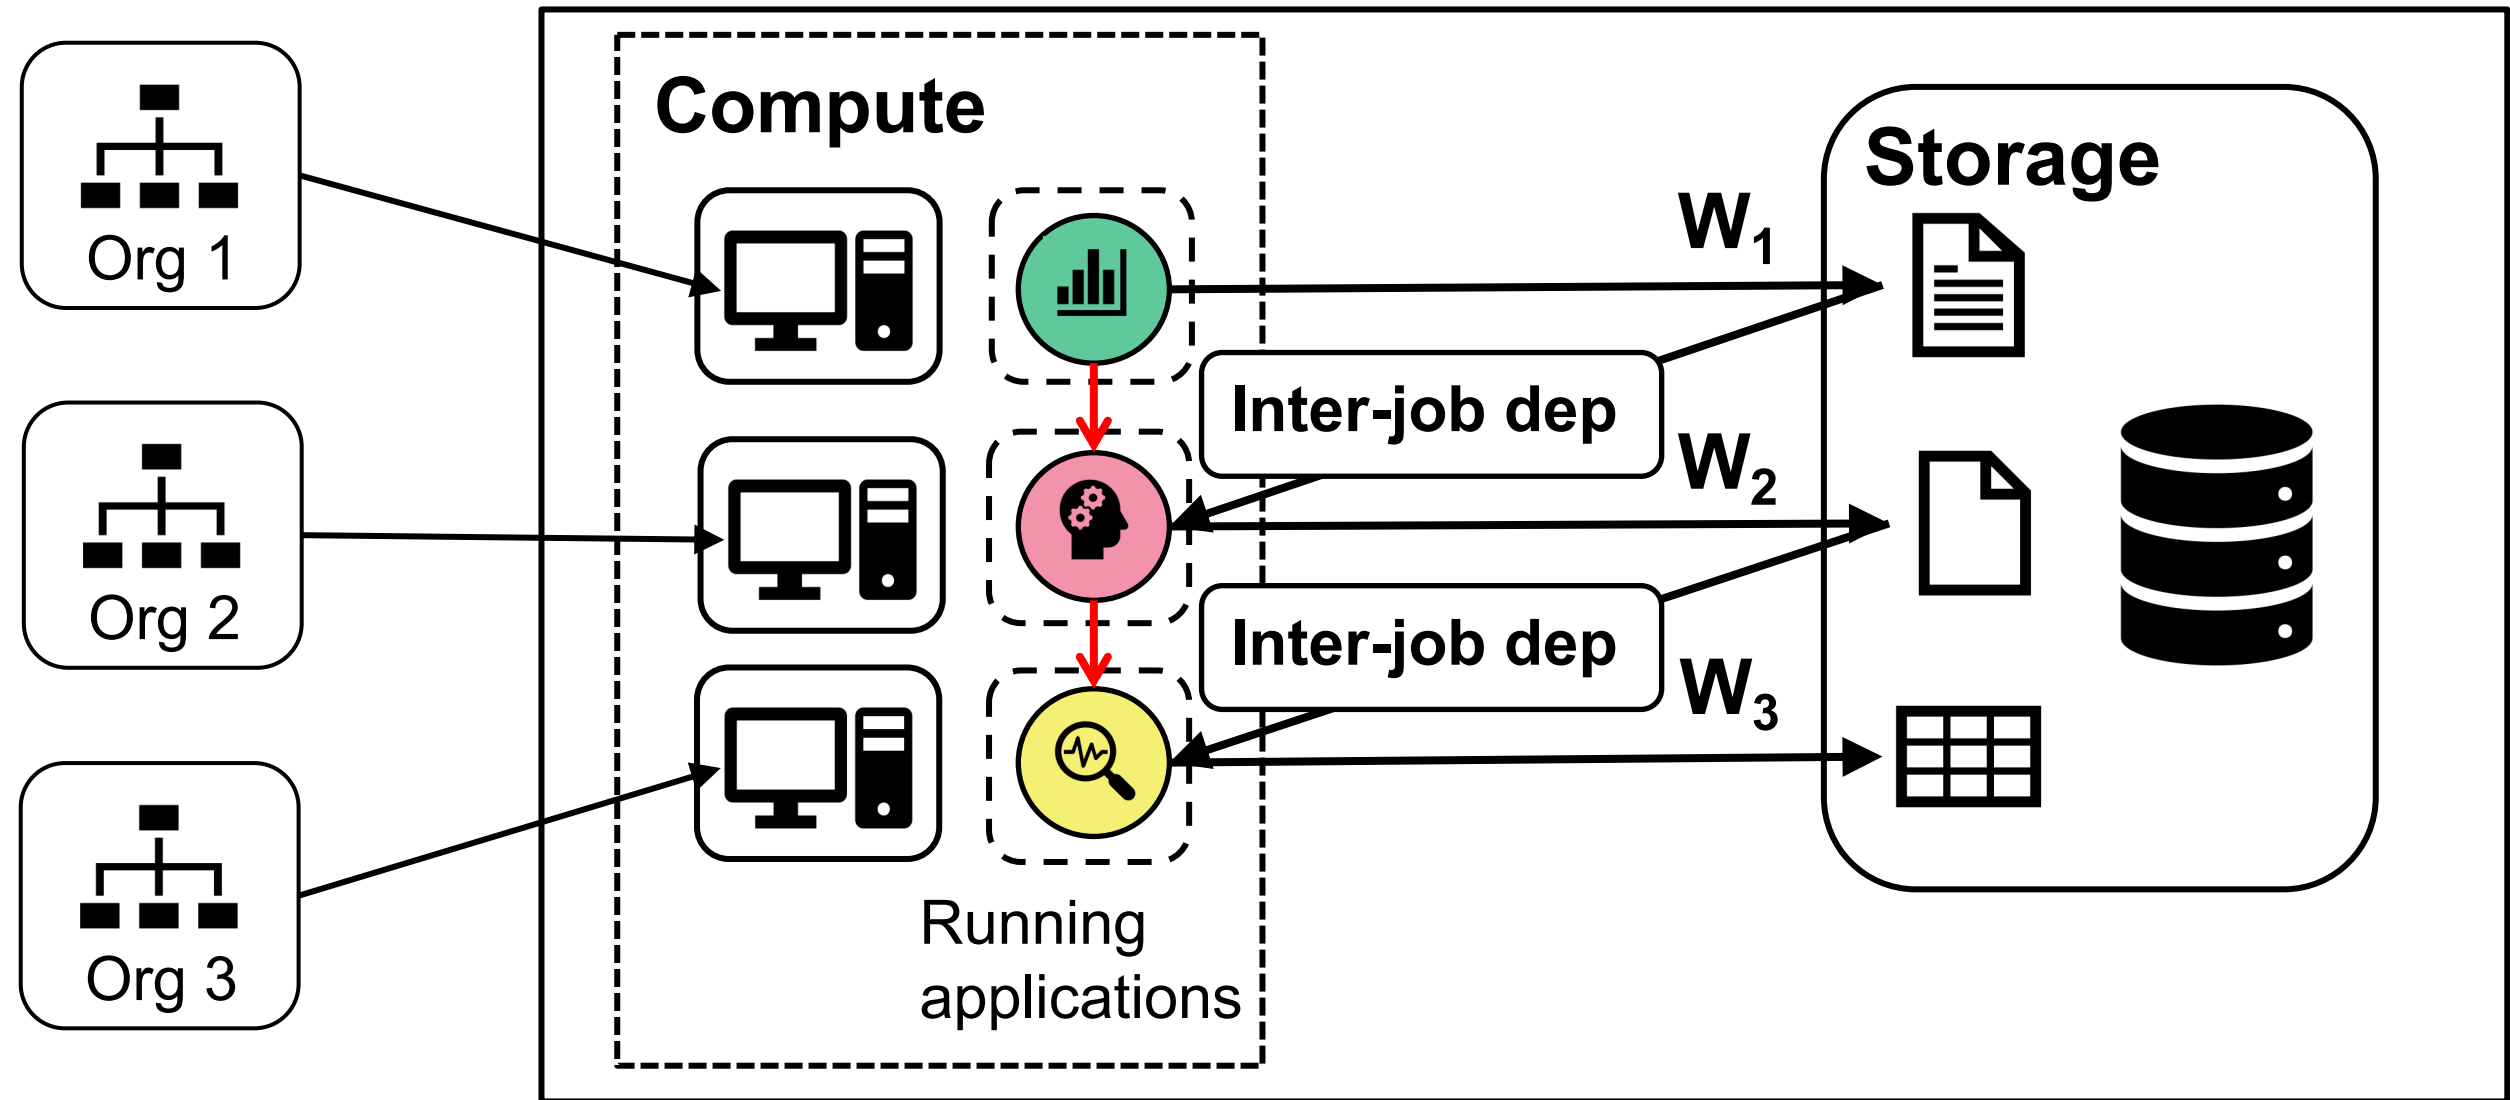 Org 1
Org 2
Org 3
Compute
Running
applications
Inter-job dep
Inter-job dep
W1
W2
W3
Storage